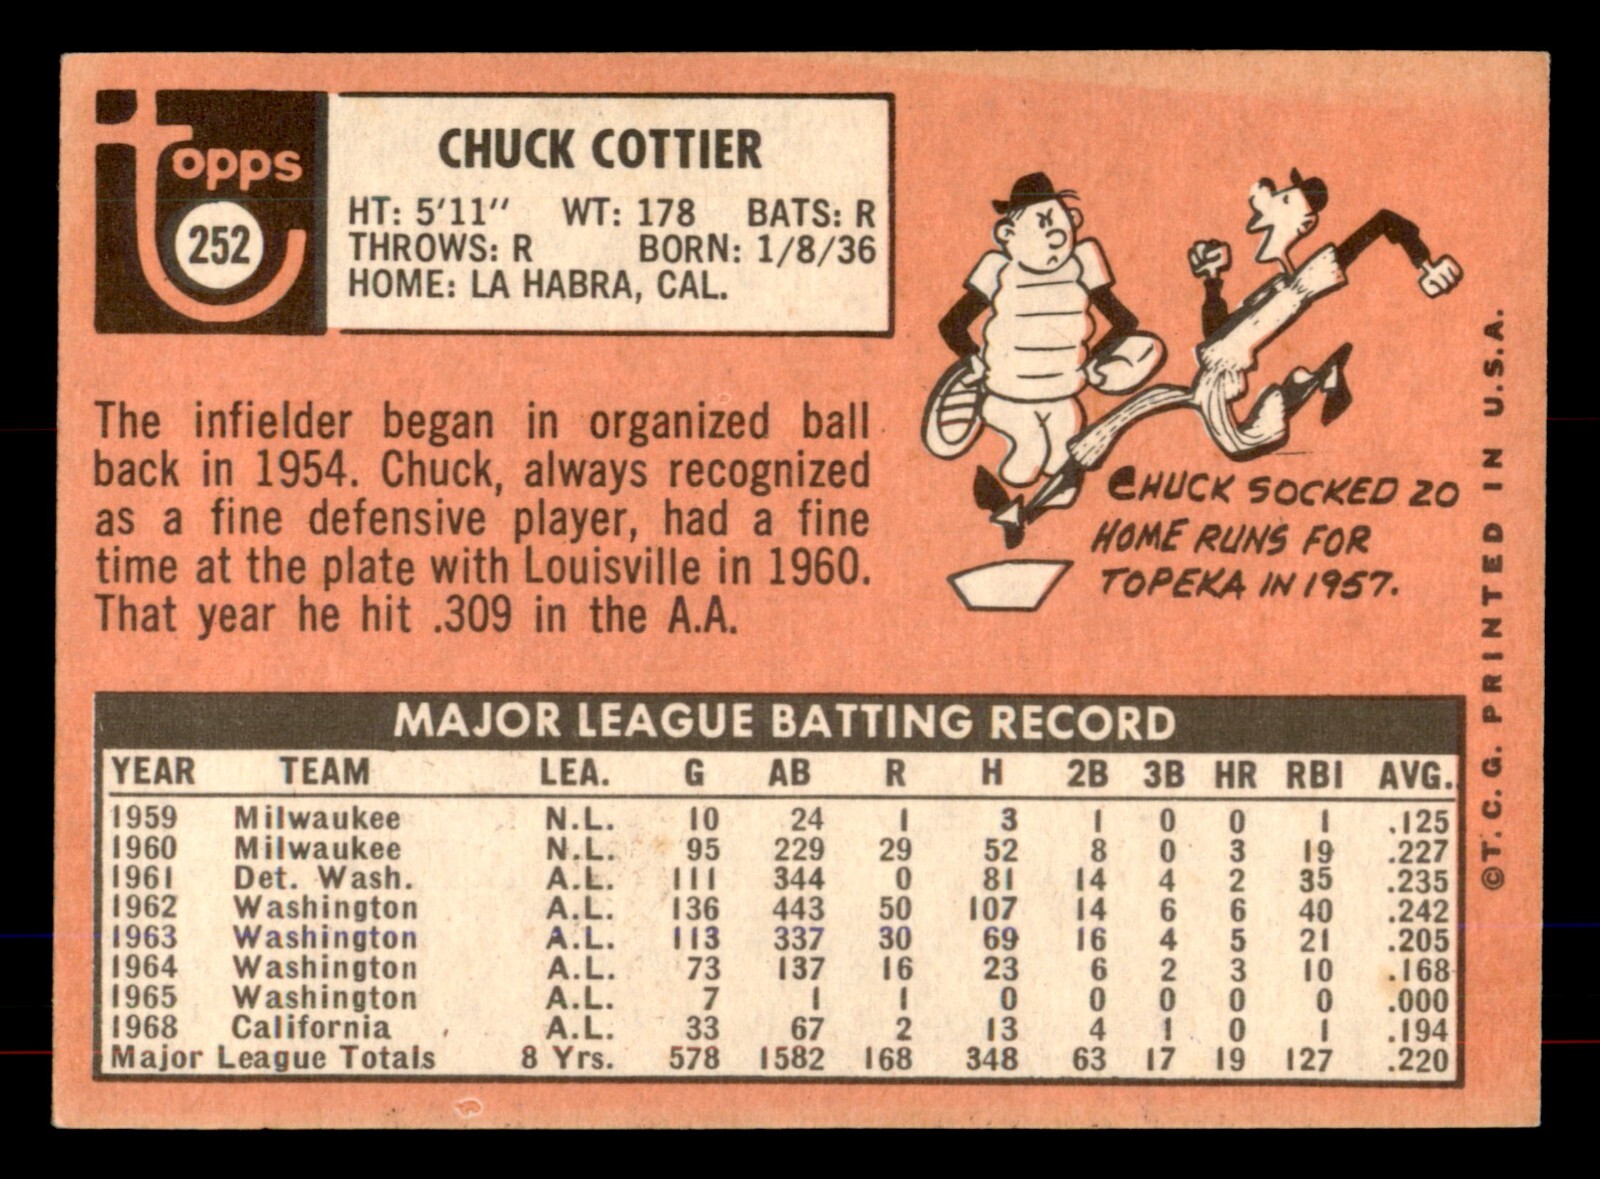 topps
252
CHUCK COTTIER
HT: 5'11" WT: 178 BATS: R
THROWS: R BORN: 1/8/36
HOME: LA HABRA, CAL.
The infielder began in organized ball
back in 1954. Chuck, always recognized
as a fine defensive player, had a fine
time at the plate with Louisville in 1960.
That year he hit .309 in the A.A.
CHUCK SOCKED 20
HOME RUNS FOR
TOPEKA IN 1957.
©T. C. G. PRINTED IN U.S.A.
MAJOR LEAGUE BATTING RECORD
YEAR TEAM LEA. G AB R H 2B 3B HR RBI AVG.
1959 Milwaukee N.L. 10 24 1 3 1 0 0 1 .125
1960 Milwaukee N.L. 95 229 29 52 8 0 3 19 .227
1961 Det. Wash. A.L. 111 344 0 81 14 4 2 35 .235
1962 Washington A.L. 136 443 50 107 14 6 6 40 .242
1963 Washington A.L. 113 337 30 69 16 4 5 21 .205
1964 Washington A.L. 73 137 16 23 6 2 3 10 .168
1965 Washington A.L. 7 1 1 0 0 0 0 0 .000
1968 California A.L. 33 67 2 13 4 1 0 1 .194
Major League Totals 8 Yrs. 578 1582 168 348 63 17 19 127 .220